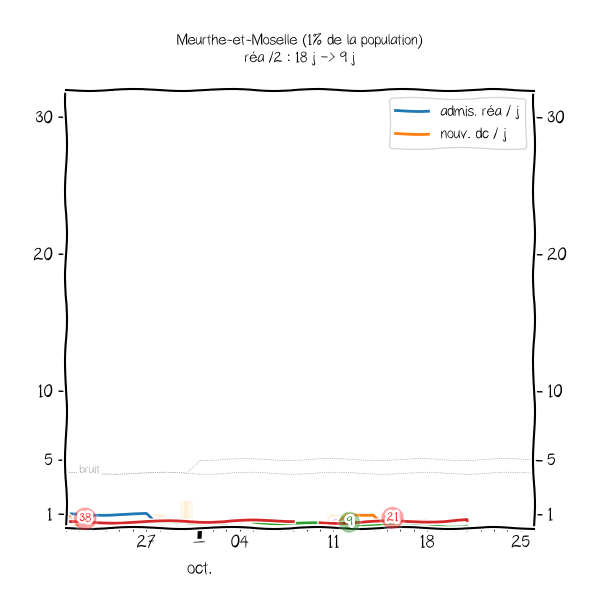 Meurthe-et-Moselle (1% de la population)
réa /2 : 18 j -> 9 j
admis. réa / j
nouv. dc / j
30 30
20 20
10 10
5 5
bruit
1 1
38 9 21
27 1 04 11 18 25
oct.